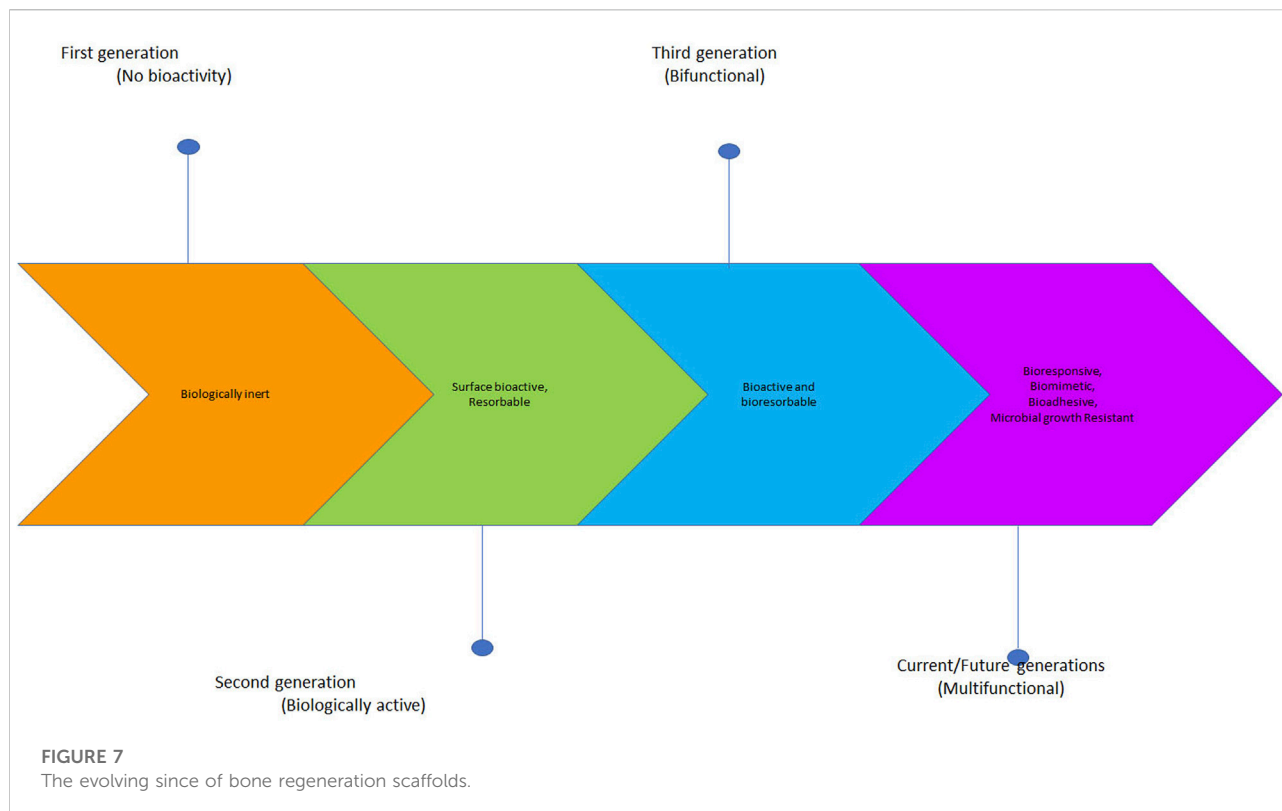 First generation
(No bioactivity)
Third generation
(Bifunctional)
Biologically inert
Surface bioactive,
Resorbable
Bioactive and
bioresorbable
Bioresponsive,
Biomimetic,
Bioadhesive,
Microbial growth Resistant
Second generation
(Biologically active)
Current/Future generations
(Multifunctional)
FIGURE 7
The evolving since of bone regeneration scaffolds.